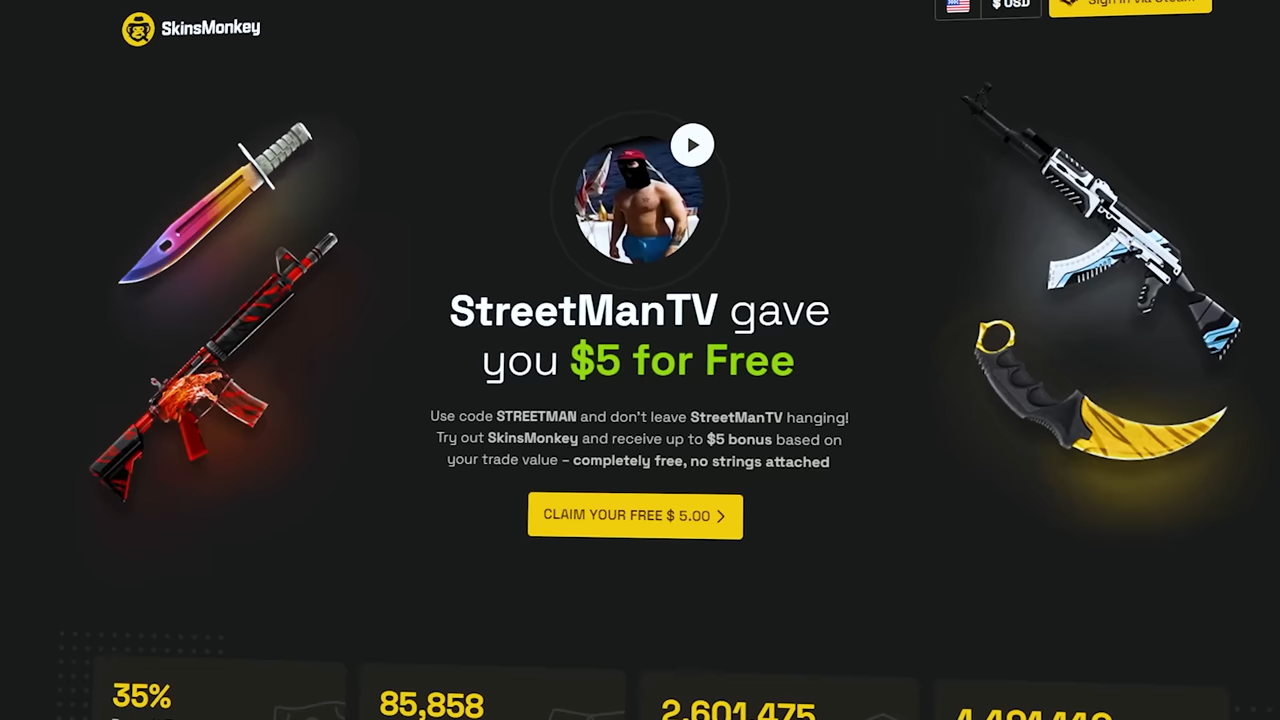 SkinsMonkey
$ USD
StreetManTV gave
you $5 for Free
Use code STREETMAN and don't leave StreetManTV hanging!
Try out SkinsMonkey and receive up to $5 bonus based on
your trade value – completely free, no strings attached
CLAIM YOUR FREE $ 5.00
35%
85,858
2,601,475